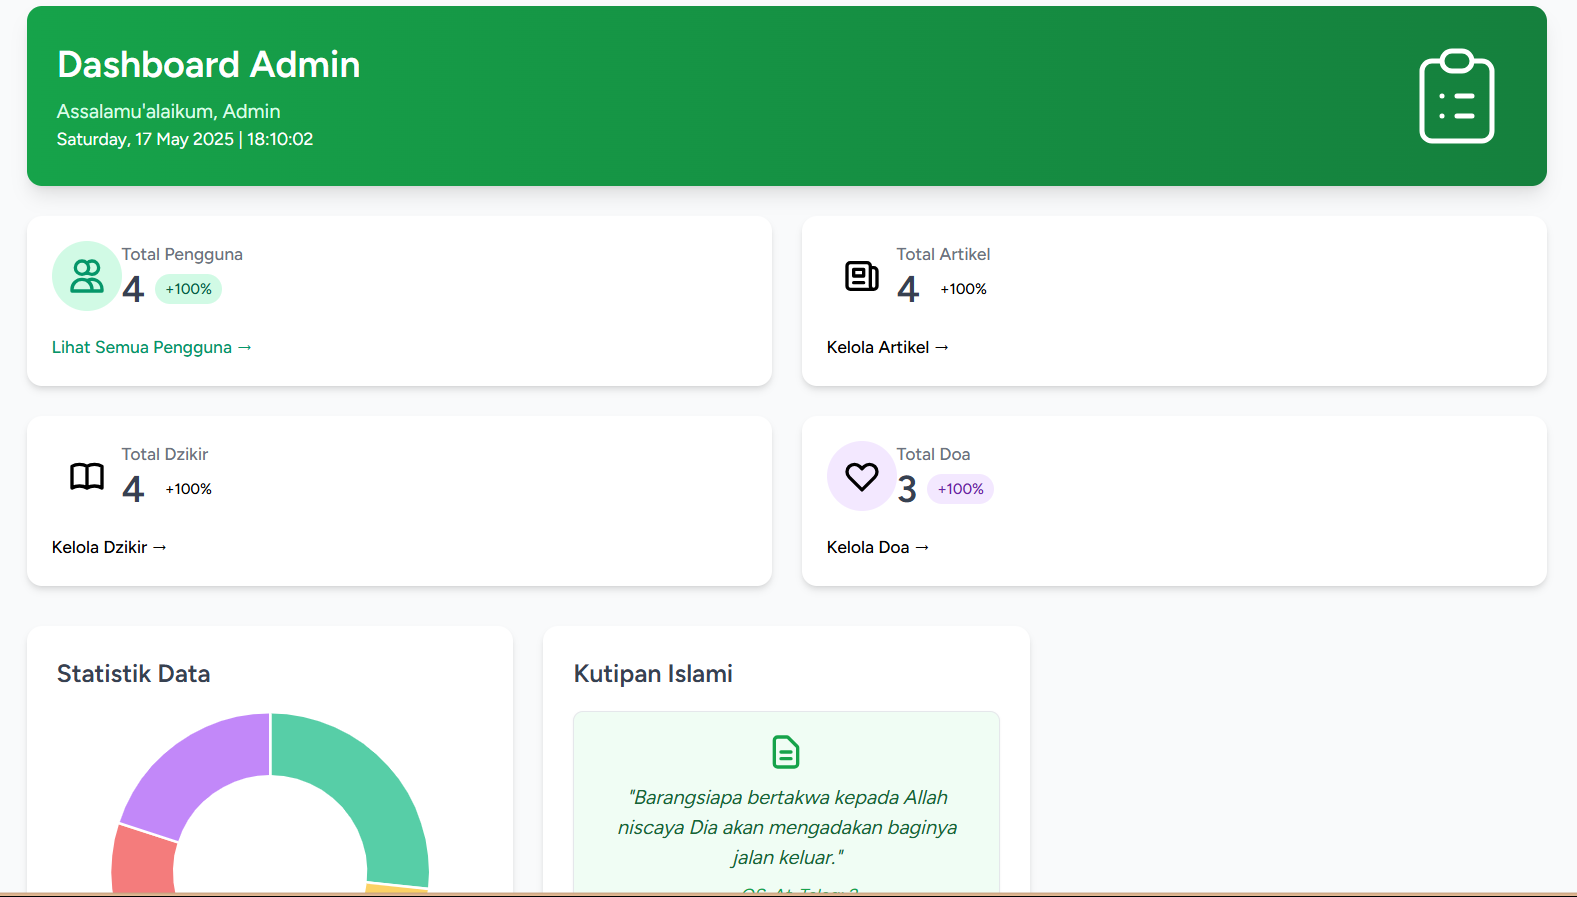 Dashboard Admin
Assalamu'alaikum, Admin
Saturday, 17 May 2025 | 18:10:02
Total Pengguna
4 +100%
Lihat Semua Pengguna →
Total Artikel
4 +100%
Kelola Artikel →
Total Dzikir
4 +100%
Kelola Dzikir →
Total Doa
3 +100%
Kelola Doa →
Statistik Data
Kutipan Islami
"Barangsiapa bertakwa kepada Allah
niscaya Dia akan mengadakan baginya
jalan keluar."